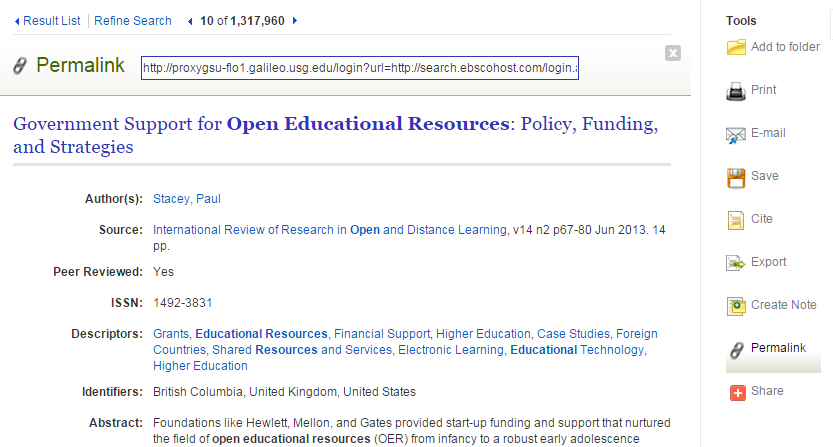 Result List Refine Search 10 of 1,317,960
Permalink http://proxygsu-flo1.galileo.usg.edu/login?url=http://search.ebscohost.com/login.a
Government Support for Open Educational Resources: Policy, Funding,
and Strategies
Author(s): Stacey, Paul
Source: International Review of Research in Open and Distance Learning, v14 n2 p67-80 Jun 2013. 14
pp.
Peer Reviewed: Yes
ISSN: 1492-3831
Descriptors: Grants, Educational Resources, Financial Support, Higher Education, Case Studies, Foreign
Countries, Shared Resources and Services, Electronic Learning, Educational Technology,
Higher Education
Identifiers: British Columbia, United Kingdom, United States
Abstract: Foundations like Hewlett, Mellon, and Gates provided start-up funding and support that nurtured
the field of open educational resources (OER) from infancy to a robust early adolescence
Tools
Add to folder
Print
E-mail
Save
Cite
Export
Create Note
Permalink
Share